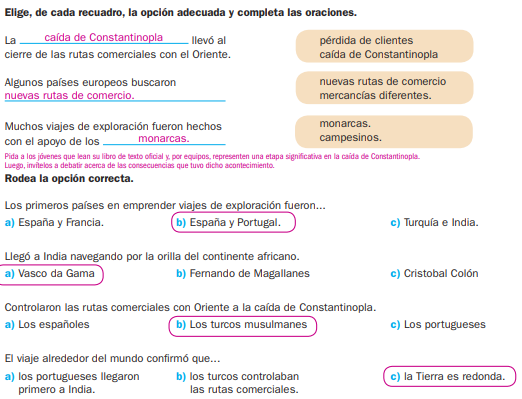 Elige, de cada recuadro, la opción adecuada y completa las oraciones.
La caída de Constantinopla llevó al
cierre de las rutas comerciales con el Oriente.
pérdida de clientes
caída de Constantinopla
Algunos países europeos buscaron
nuevas rutas de comercio.
nuevas rutas de comercio
mercancías diferentes.
Muchos viajes de exploración fueron hechos
con el apoyo de los monarcas.
monarcas.
campesinos.
Pida a los jóvenes que lean su libro de texto oficial y, por equipos, representen una etapa significativa en la caída de Constantinopla.
Luego, invítelos a debatir acerca de las consecuencias que tuvo dicho acontecimiento.
Rodea la opción correcta.
Los primeros países en emprender viajes de exploración fueron...
a) España y Francia. b) España y Portugal. c) Turquía e India.
Llegó a India navegando por la orilla del continente africano.
a) Vasco da Gama b) Fernando de Magallanes c) Cristobal Colón
Controlaron las rutas comerciales con Oriente a la caída de Constantinopla.
a) Los españoles b) Los turcos musulmanes c) Los portugueses
El viaje alrededor del mundo confirmó que...
a) los portugueses llegaron b) los turcos controlaban c) la Tierra es redonda.
primero a India. las rutas comerciales.